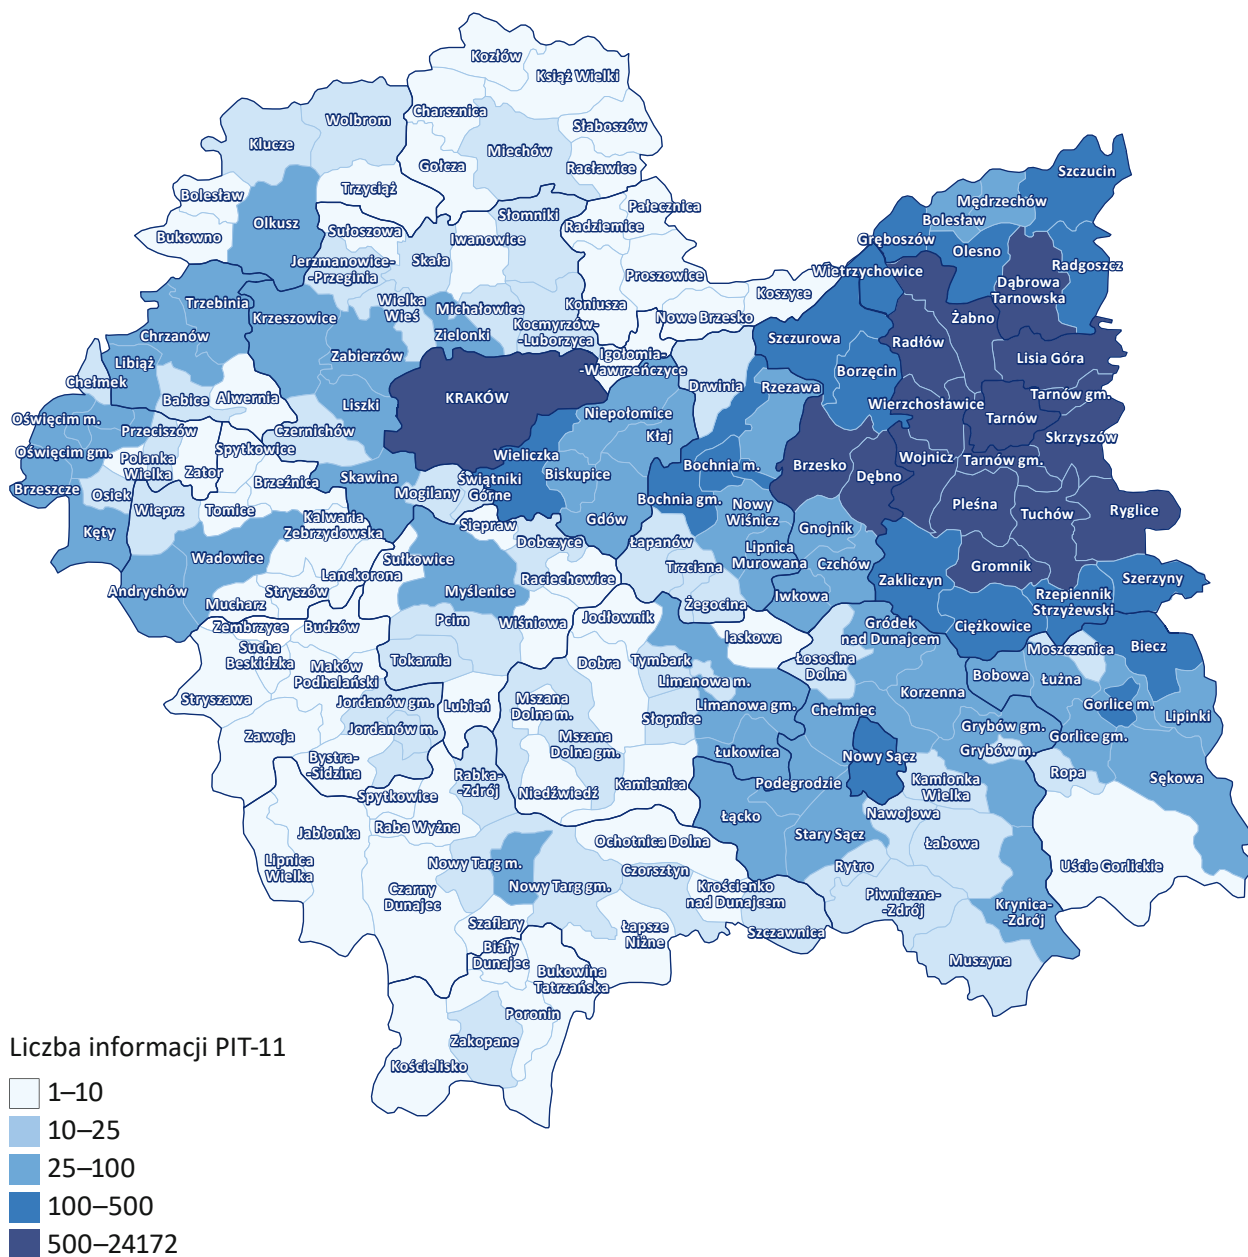 Kozłów
Książ Wielki
Charsznica
Wolbrom
Słaboszów
Klucze
Miechów
Gołcza
Racławice
Trzyciąż
Bolesław
Szczucin
Mędrzechów
Pałecznica
Słomniki
Bolesław
Olkusz
Radziemice
Sułoszowa
Bukowno
Iwanowice
Gręboszów
Olesno
Jerzmanowice-
-Przeginia
Skała
Radgoszcz
Wietrzychowice
Proszowice
Dąbrowa
Tarnowska
Koszyce
Trzebinia
Wielka
Wieś
Michałowice
Koniusza
Krzeszowice
Nowe Brzesko
Żabno
Kocmyrzów-
-Luborzyca
Chrzanów
Zielonki
Szczurowa
Radłów
Zabierzów
Igołomia-
-Wawrzeńczyce
Lisia Góra
Libiąż
Borzęcin
Chełmek
Drwinia
Rzezawa
Tarnów gm.
Babice
Alwernia
KRAKÓW
Liszki
Wierzchosławice
Niepołomice
Tarnów
Oświęcim m.
Przeciszów
Czernichów
Kłaj
Skrzyszów
Oświęcim gm.
Spytkowice
Polanka
Wielka
Wieliczka
Wojnicz
Tarnów gm.
Zator
Bochnia m.
Brzesko
Biskupice
Skawina
Dębno
Brzeźnica
Świątniki
Górne
Brzeszcze
Osiek
Mogilany
Bochnia gm.
Nowy
Wiśnicz
Pleśna
Wieprz
Tomice
Tuchów
Ryglice
Kalwaria
Zebrzydowska
Siepraw
Gdów
Gnojnik
Kęty
Dobczyce
Łapanów
Lipnica
Murowana
Wadowice
Sułkowice
Czchów
Gromnik
Trzciana
Lanckorona
Raciechowice
Zakliczyn
Szerzyny
Andrychów
Stryszów
Myślenice
Iwkowa
Rzepiennik
Strzyżewski
Mucharz
Żegocina
Jodłownik
Pcim
Wiśniowa
Gródek
nad Dunajcem
Ciężkowice
Zembrzyce
Budzów
Laskowa
Biecz
Moszczenica
Sucha
Beskidzka
Tokarnia
Dobra
Tymbark
Łososina
Dolna
Maków
Podhalański
Bobowa
Łużna
Limanowa m.
Korzenna
Stryszawa
Jordanów gm.
Lubień
Mszana
Dolna m.
Limanowa gm.
Chełmiec
Gorlice m.
Lipinki
Słopnice
Jordanów m.
Grybów gm.
Zawoja
Mszana
Dolna gm.
Gorlice gm.
Łukowica
Grybów m.
Bystra-
-Sidzina
Nowy Sącz
Ropa
Sękowa
Rabka-
Zdrój
Kamienica
Podegrodzie
Kamionka
Wielka
Spytkowice
Niedźwiedź
Nawojowa
Łącko
Raba Wyżna
Jabłonka
Stary Sącz
Ochotnica Dolna
Łabowa
Lipnica
Wielka
Nowy Targ m.
Czorsztyn
Rytro
Uście Gorlickie
Czarny
Dunajec
Nowy Targ gm.
Krościenko
nad Dunajcem
Piwniczna-
-Zdrój
Krynica-
-Zdrój
Szaflary
Łapsze
Niżne
Szczawnica
Biały
Dunajec
Muszyna
Bukowina
Tatrzańska
Poronin
Zakopane
Kościelisko
Liczba informacji PIT-11
1–10
10–25
25–100
100–500
500–24172